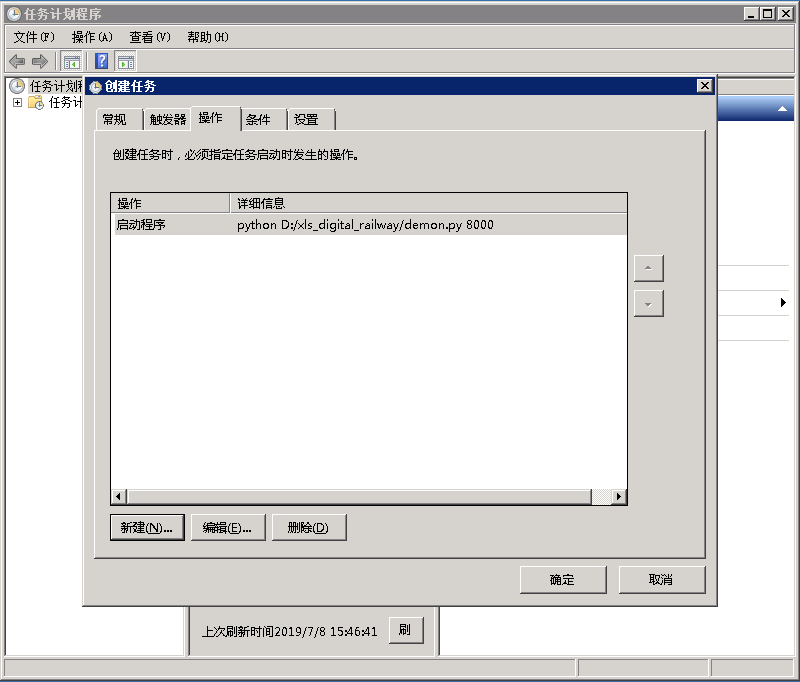 任务计划程序
文件(F) 操作(A) 查看(V) 帮助(H)
任务计划
任务计
创建任务
常规 触发器 操作 条件 设置
创建任务时，必须指定任务启动时发生的操作。
操作 详细信息
启动程序 python D:/xls_digital_railway/demon.py 8000
新建(N)... 编辑(E)... 删除(D)
确定 取消
上次刷新时间2019/7/8 15:46:41 刷